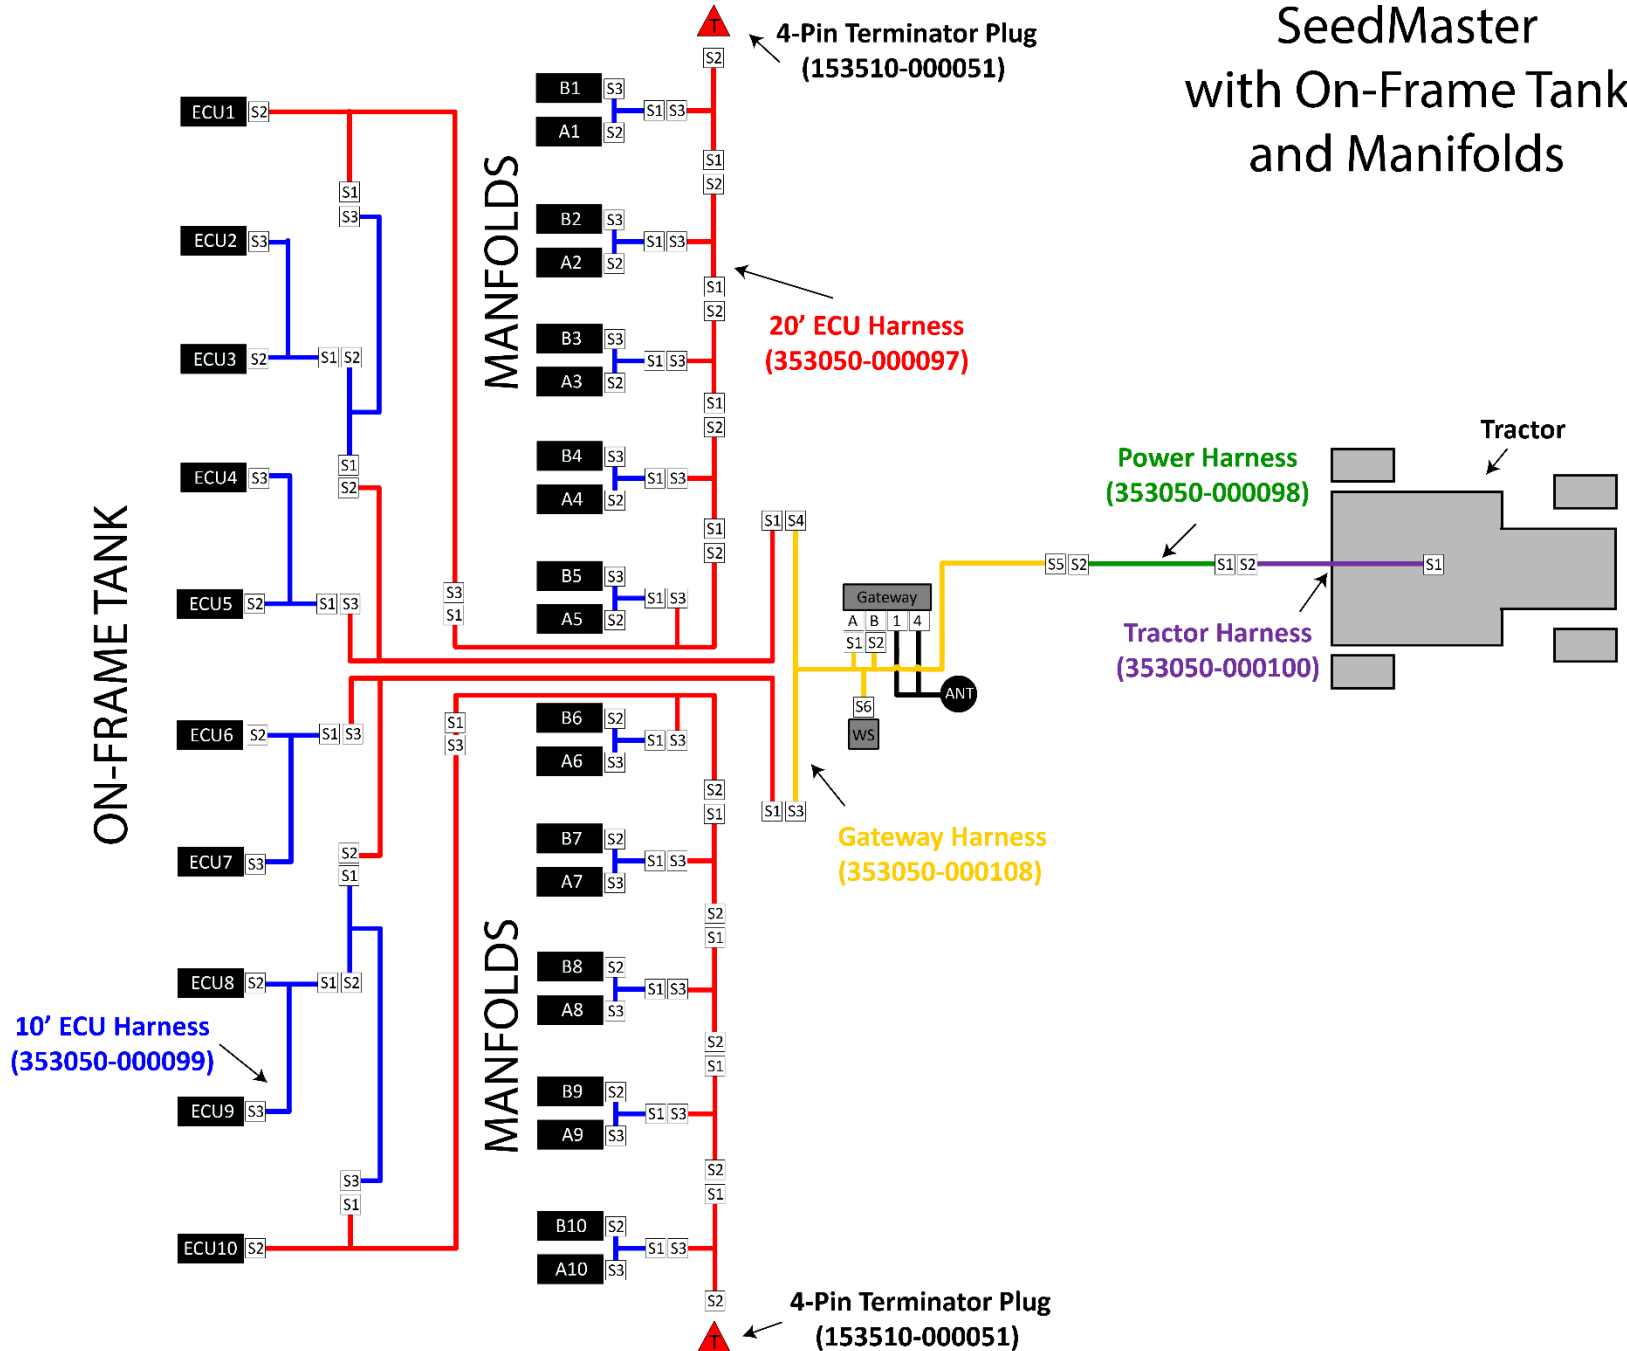 SeedMaster
with On-Frame Tank
and Manifolds
T
4-Pin Terminator Plug
(153510-000051)
S2
B1 S3
ECU1 S2
S1 S3
A1 S2
MANFOLDS
S1
S2
S1
S3
B2 S3
ECU2 S3
S1 S3
A2 S2
S1
S2
20' ECU Harness
(353050-000097)
B3 S3
ECU3 S2
S1 S2
S1 S3
A3 S2
S1
S2
Tractor
B4 S3
S1
S2
ECU4 S3
S1 S3
A4 S2
Power Harness
(353050-000098)
ON-FRAME TANK
S1 S4
S1
S2
S5 S2
S1 S2
S1
B5 S3
S3
S1
ECU5 S2
S1 S3
S1 S3
A5 S2
Gateway
A B 1 4
S1 S2
Tractor Harness
(353050-000100)
ANT
S6
WS
S1
S3
B6 S2
ECU6 S2
S1 S3
S1 S3
A6 S3
S2
S1
S1 S3
Gateway Harness
(353050-000108)
B7 S2
ECU7 S3
S2
S1
S1 S3
A7 S3
MANFOLDS
S2
S1
B8 S2
ECU8 S2
S1 S2
S1 S3
A8 S3
10' ECU Harness
(353050-000099)
S2
S1
B9 S2
ECU9 S3
S1 S3
A9 S3
S3
S1
S2
S1
B10 S2
ECU10 S2
S1 S3
A10 S3
S2
4-Pin Terminator Plug
(153510-000051)
T